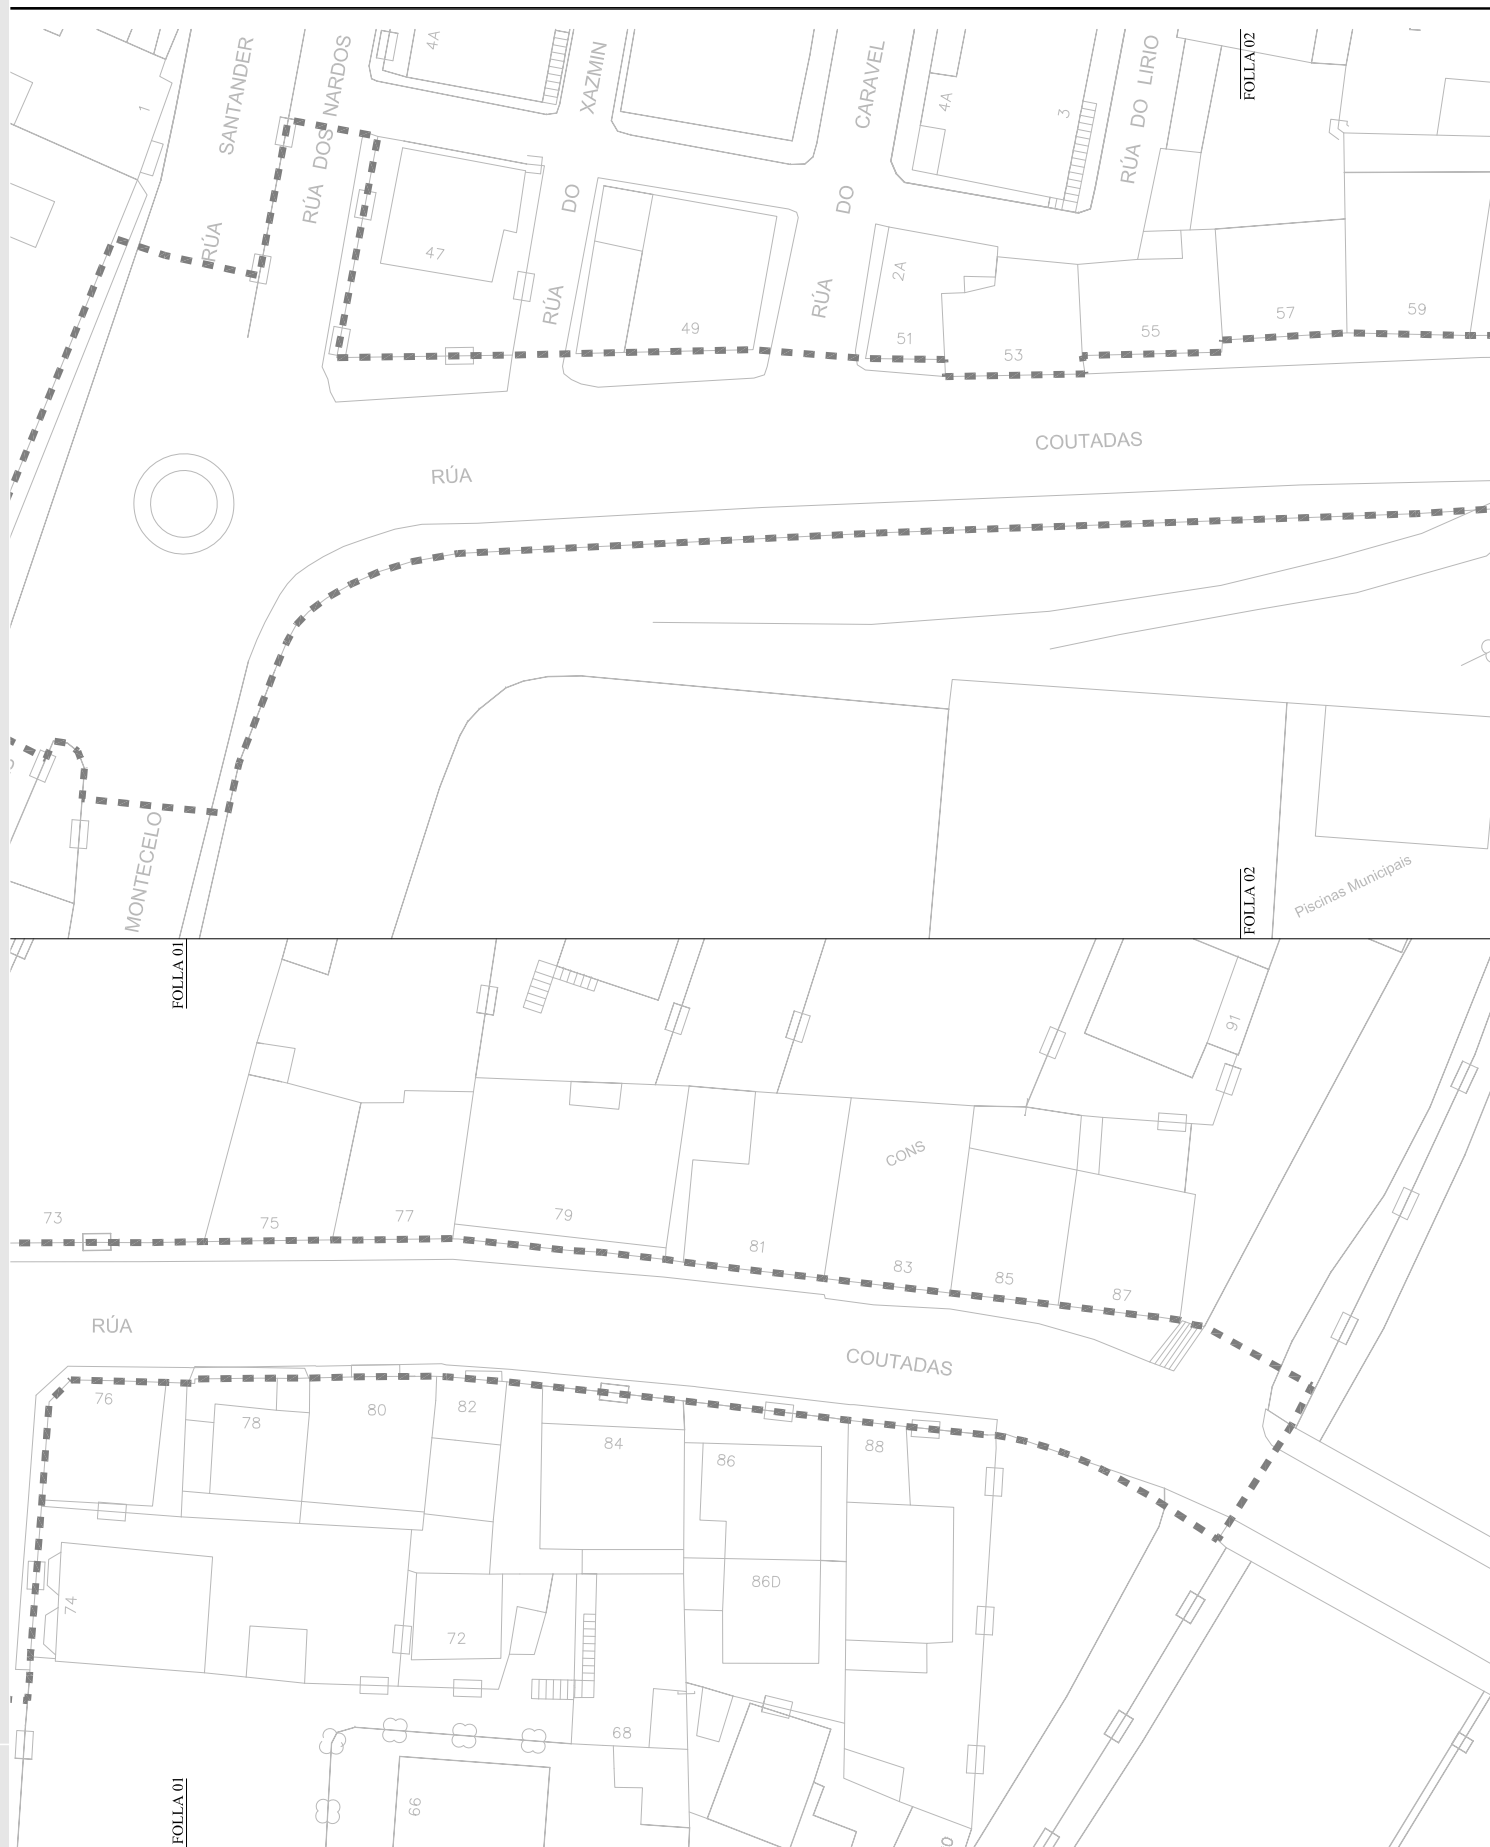 SANTANDER
RÚA
1
RÚA DOS NARDOS
4A
XAZMIN
DO
RÚA
CARAVEL
DO
RÚA
4A
3
RÚA DO LIRIO
FOLLA 02
47
49
2A
51
53
55
57
59
COUTADAS
RÚA
MONTECELO
FOLLA 02
Piscinas Municipais
FOLLA 01
91
CONS
73
75
77
79
81
83
85
87
RÚA
COUTADAS
76
78
80
82
84
86
88
74
72
86D
68
66
FOLLA 01